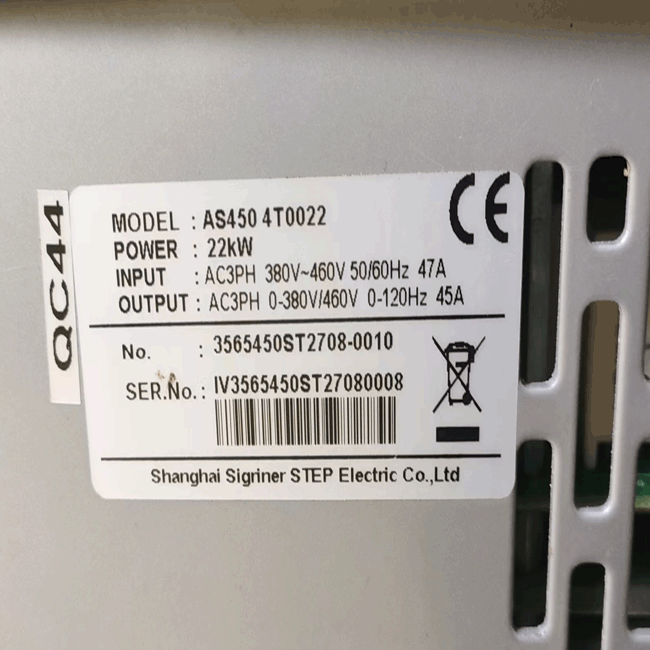 QC44
CE
MODEL : AS450 4T0022
POWER : 22kW
INPUT : AC3PH 380V~460V 50/60Hz 47A
OUTPUT : AC3PH 0-380V/460V 0-120Hz 45A
No. : 3565450ST2708-0010
SER.No. : IV3565450ST27080008
Shanghai Sigriner STEP Electric Co.,Ltd